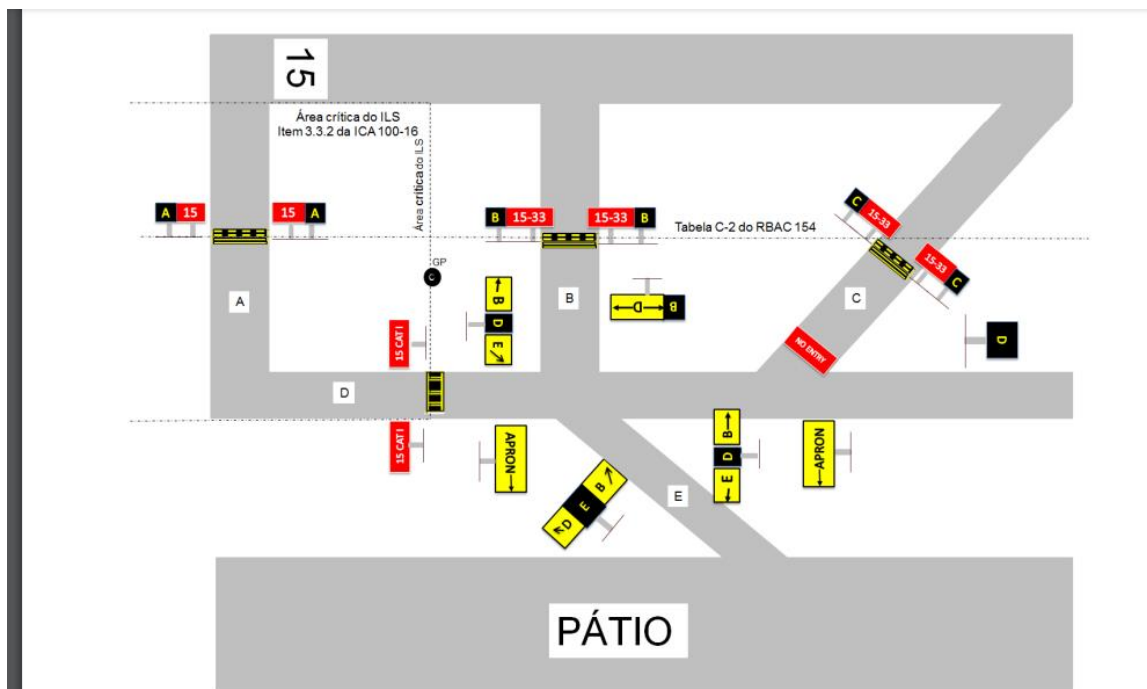 15
Área crítica do ILS
Item 3.3.2 da ICA 100-16
Área crítica do ILS
A 15
15 A
B 15-33
15-33 B
Tabela C-2 do RBAC 154
C 15-33
15-33 C
GP
C
A
B
C
←B
D
E→
←D→ B
D
15 CAT I
NO ENTRY
D
15 CAT I
APRON→
B→
D
←E
←APRON
←D E B→
E
PÁTIO